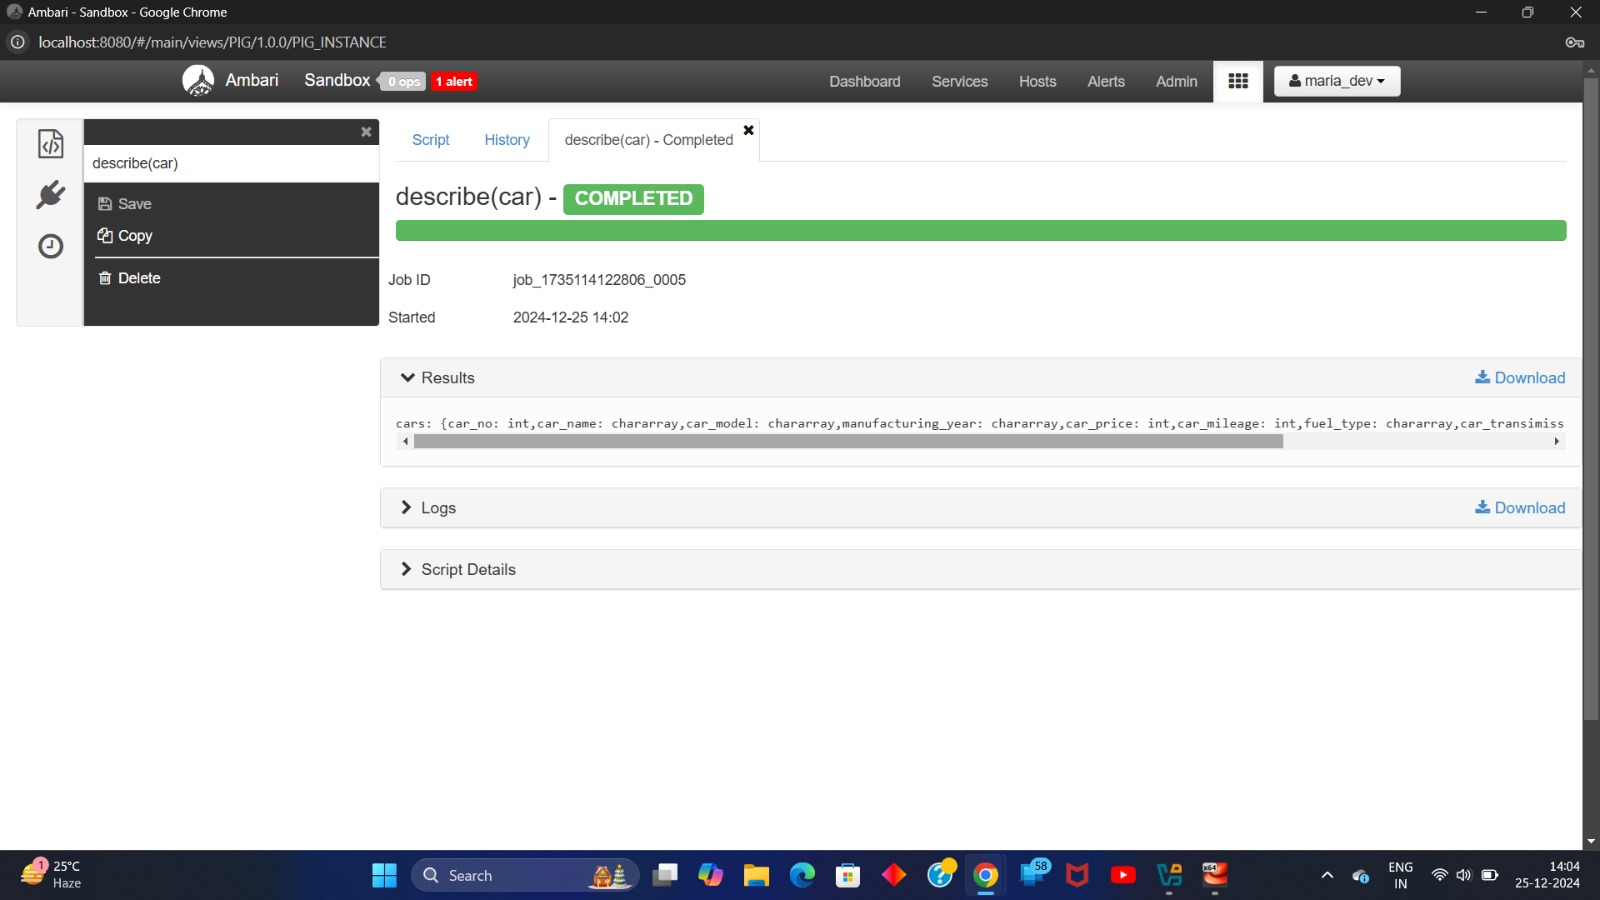 Ambari - Sandbox - Google Chrome
localhost:8080/#/main/views/PIG/1.0.0/PIG_INSTANCE
Ambari Sandbox 0 ops 1 alert Dashboard Services Hosts Alerts Admin maria_dev
describe(car)
Save
Copy
Delete
Script History describe(car) - Completed
describe(car) - COMPLETED
Job ID job_1735114122806_0005
Started 2024-12-25 14:02
Results Download
cars: {car_no: int,car_name: chararray,car_model: chararray,manufacturing_year: chararray,car_price: int,car_mileage: int,fuel_type: chararray,car_transimiss
Logs Download
Script Details
1
25°C
Haze
Search
58
X64
ENG
IN
14:04
25-12-2024